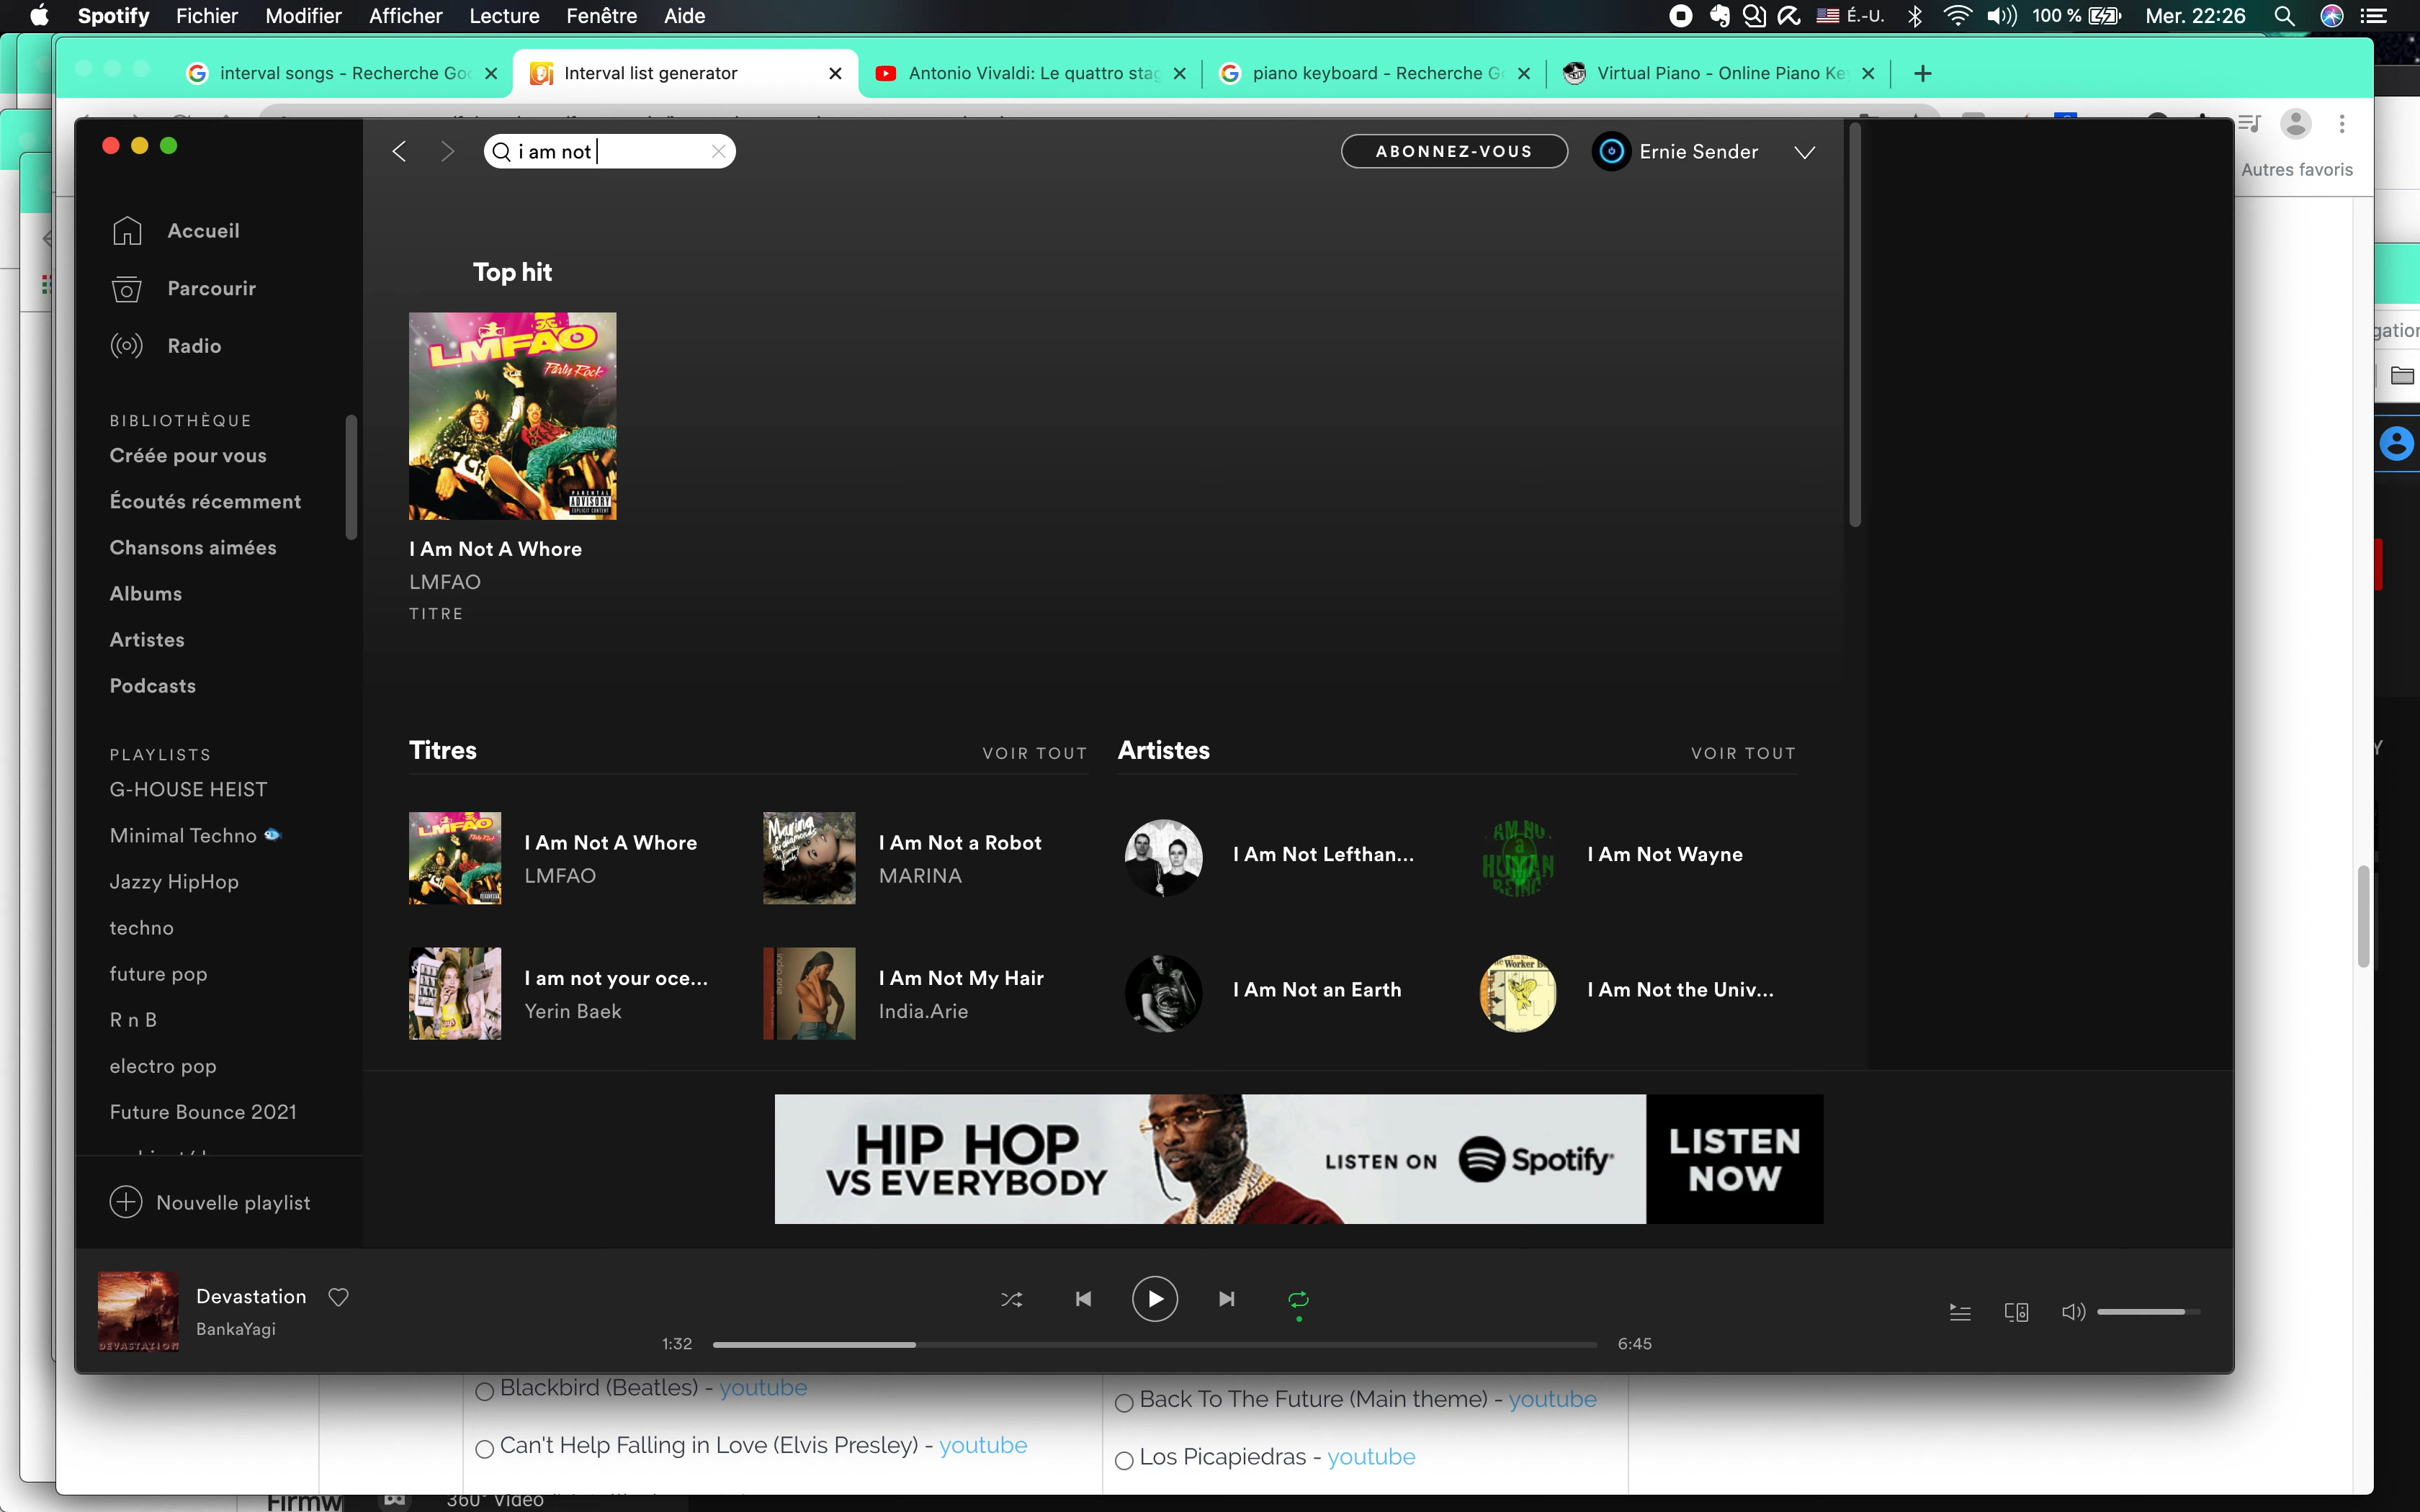 Spotify Fichier Modifier Afficher Lecture Fenêtre Aide É.-U. 100 % Mer. 22:26
interval songs - Recherche Go
Interval list generator
Antonio Vivaldi: Le quattro stag
piano keyboard - Recherche G
Virtual Piano - Online Piano Ke
Autres favoris
i am not
ABONNEZ-VOUS
Ernie Sender
Accueil
Parcourir
Radio
BIBLIOTHÈQUE
Créée pour vous
Écoutés récemment
Chansons aimées
Albums
Artistes
Podcasts
PLAYLISTS
G-HOUSE HEIST
Minimal Techno 🐟
Jazzy HipHop
techno
future pop
R n B
electro pop
Future Bounce 2021
Nouvelle playlist
Top hit
LMFAO
Party Rock
PARENTAL
ADVISORY
EXPLICIT CONTENT
I Am Not A Whore
LMFAO
TITRE
Titres
VOIR TOUT
I Am Not A Whore
LMFAO
I Am Not a Robot
MARINA
I am not your oce...
Yerin Baek
I Am Not My Hair
India.Arie
Artistes
VOIR TOUT
I Am Not Lefthan...
I Am Not Wayne
I Am Not an Earth
I Am Not the Univ...
HIP HOP
VS EVERYBODY
LISTEN ON Spotify
LISTEN
NOW
Devastation
BankaYagi
DEVASTATION
1:32
6:45
Blackbird (Beatles) - youtube
Can't Help Falling in Love (Elvis Presley) - youtube
Back To The Future (Main theme) - youtube
Los Picapiedras - youtube